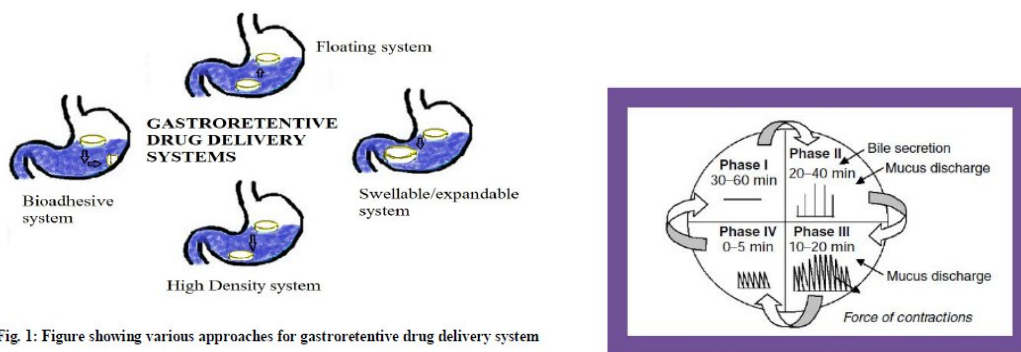 Floating system
GASTRORETENTIVE
DRUG DELIVERY
SYSTEMS
Bioadhesive
system
Swellable/expandable
system
High Density system
Fig. 1: Figure showing various approaches for gastroretentive drug delivery system
Phase I
30–60 min
Phase II
20–40 min
Bile secretion
Mucus discharge
Phase IV
0–5 min
Phase III
10–20 min
Mucus discharge
Force of contractions